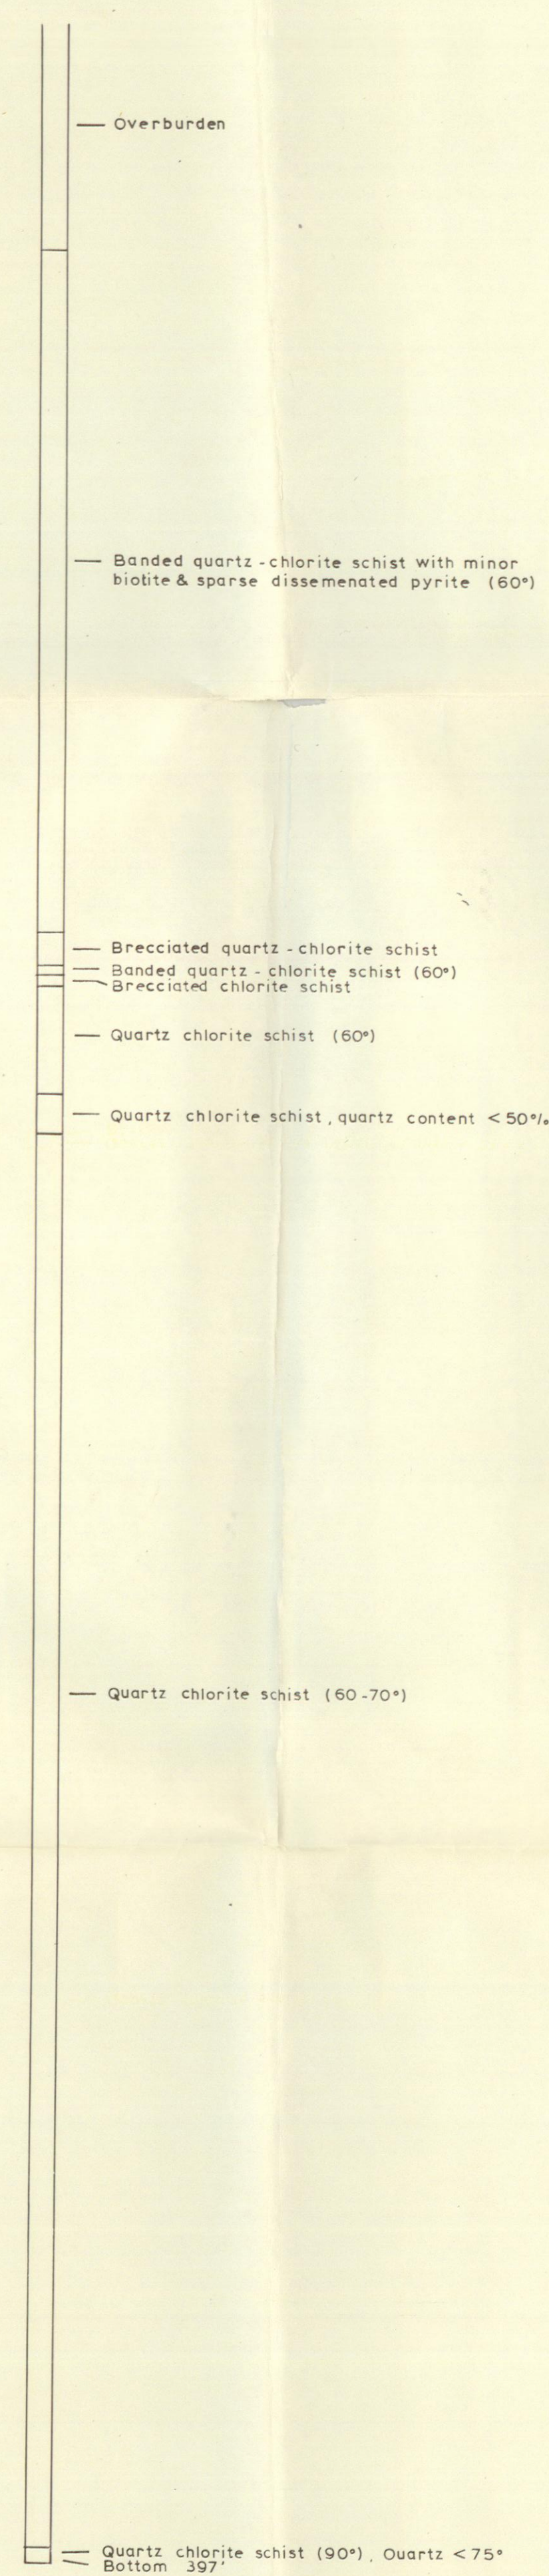 Overburden
Banded quartz - chlorite schist with minor
biotite & sparse dissemenated pyrite (60°)
Brecciated quartz - chlorite schist
Banded quartz - chlorite schist (60°)
Brecciated chlorite schist
Quartz chlorite schist (60°)
Quartz chlorite schist, quartz content < 50%
Quartz chlorite schist (60-70°)
Quartz chlorite schist (90°), Quartz < 75°
Bottom 397'